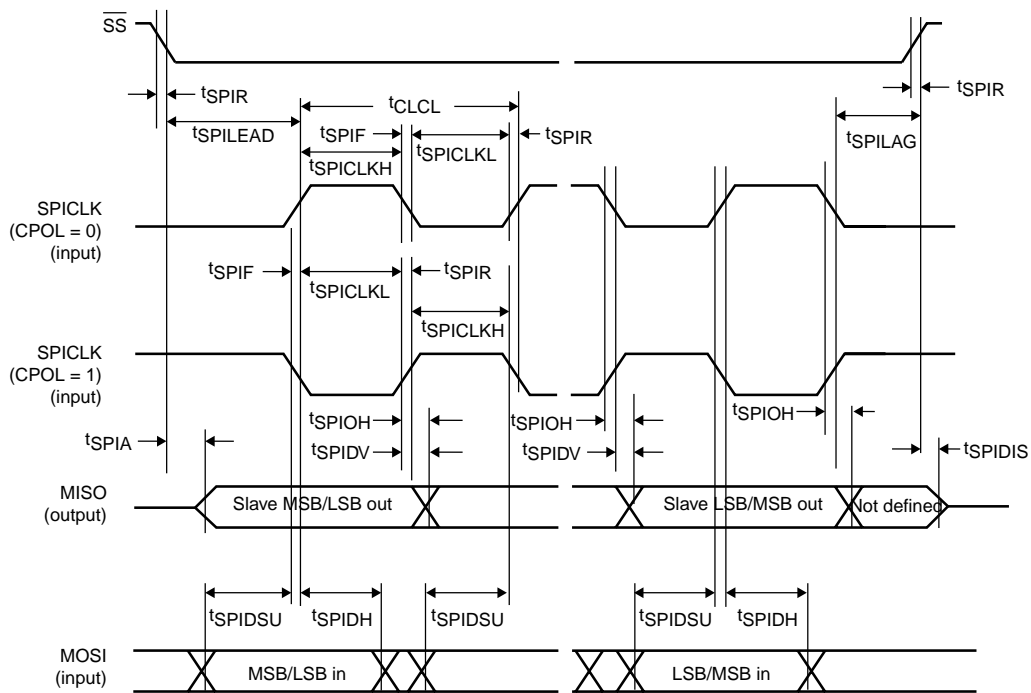 SS
tSPIR
tCLCL
tSPIR
tSPILEAD
tSPIF
tSPICLKL
tSPIR
tSPILAG
tSPICLKH
SPICLK
(CPOL = 0)
(input)
tSPIF
tSPICLKL
tSPIR
tSPICLKH
SPICLK
(CPOL = 1)
(input)
tSPIOH
tSPIOH
tSPIOH
tSPIA
tSPIDV
tSPIDV
tSPIDIS
MISO
(output)
Slave MSB/LSB out
Slave LSB/MSB out
Not defined
tSPIDSU
tSPIDH
tSPIDSU
tSPIDSU
tSPIDH
MOSI
(input)
MSB/LSB in
LSB/MSB in